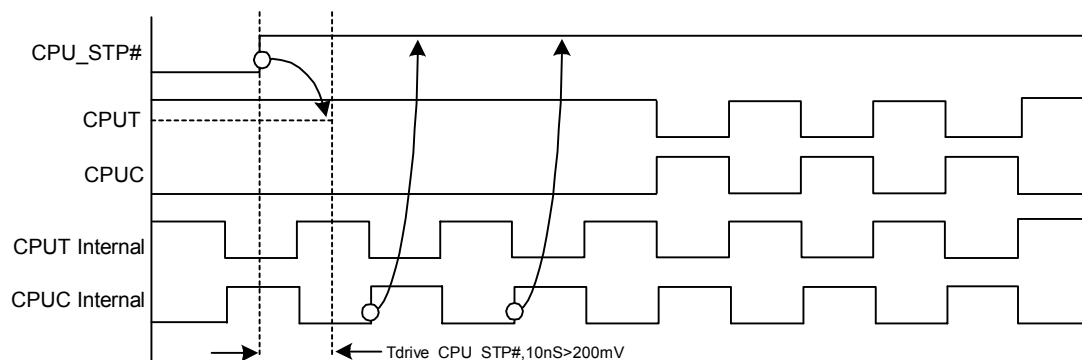 CPU_STP#
CPUT
CPUC
CPUT Internal
CPUC Internal
Tdrive_CPU_STP#,10nS>200mV